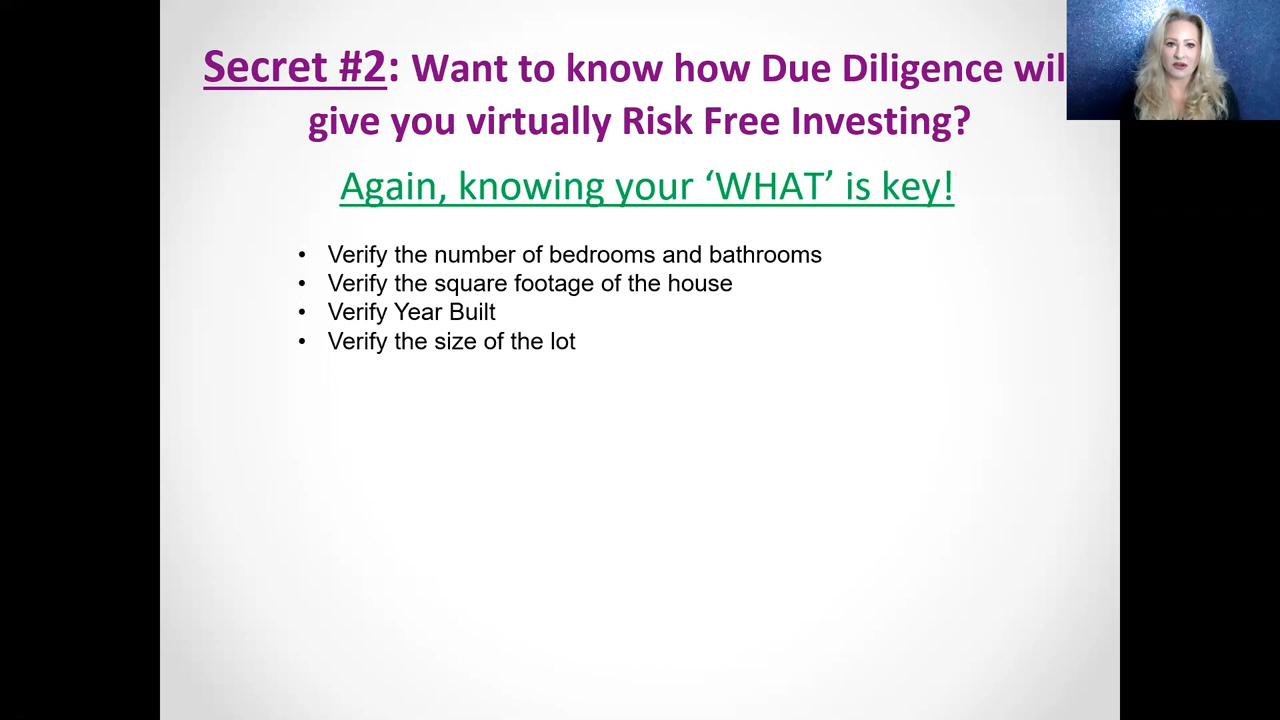 Secret #2: Want to know how Due Diligence wil
give you virtually Risk Free Investing?
Again, knowing your ‘WHAT’ is key!
• Verify the number of bedrooms and bathrooms
• Verify the square footage of the house
• Verify Year Built
• Verify the size of the lot